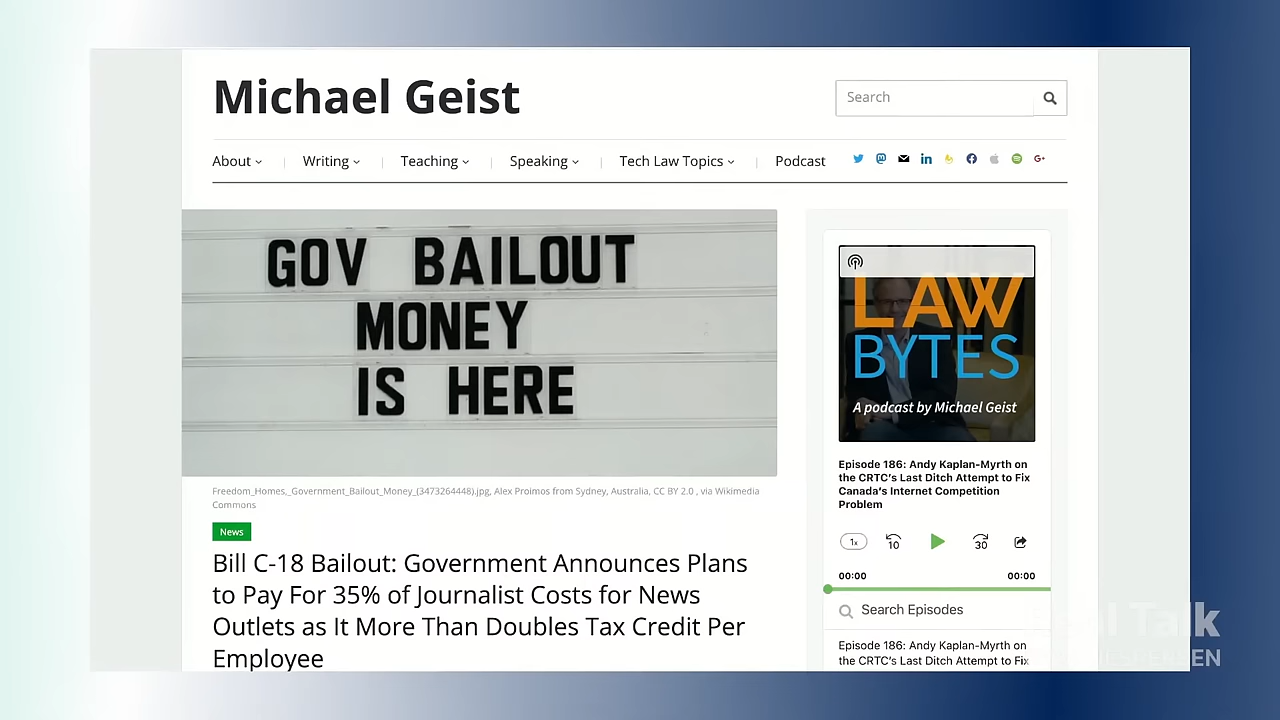 Michael Geist
Search
About
Writing
Teaching
Speaking
Tech Law Topics
Podcast
GOV BAILOUT
MONEY
IS HERE
Freedom_Homes,_Government_Bailout_Money_(3473264448).jpg, Alex Proimos from Sydney, Australia, CC BY 2.0 , via Wikimedia
Commons
News
Bill C-18 Bailout: Government Announces Plans
to Pay For 35% of Journalist Costs for News
Outlets as It More Than Doubles Tax Credit Per
Employee
LAW
BYTES
A podcast by Michael Geist
Episode 186: Andy Kaplan-Myrth on
the CRTC's Last Ditch Attempt to Fix
Canada's Internet Competition
Problem
1x
10
30
00:00
00:00
Search Episodes
Episode 186: Andy Kaplan-Myrth on
the CRTC's Last Ditch Attempt to Fix
Talk